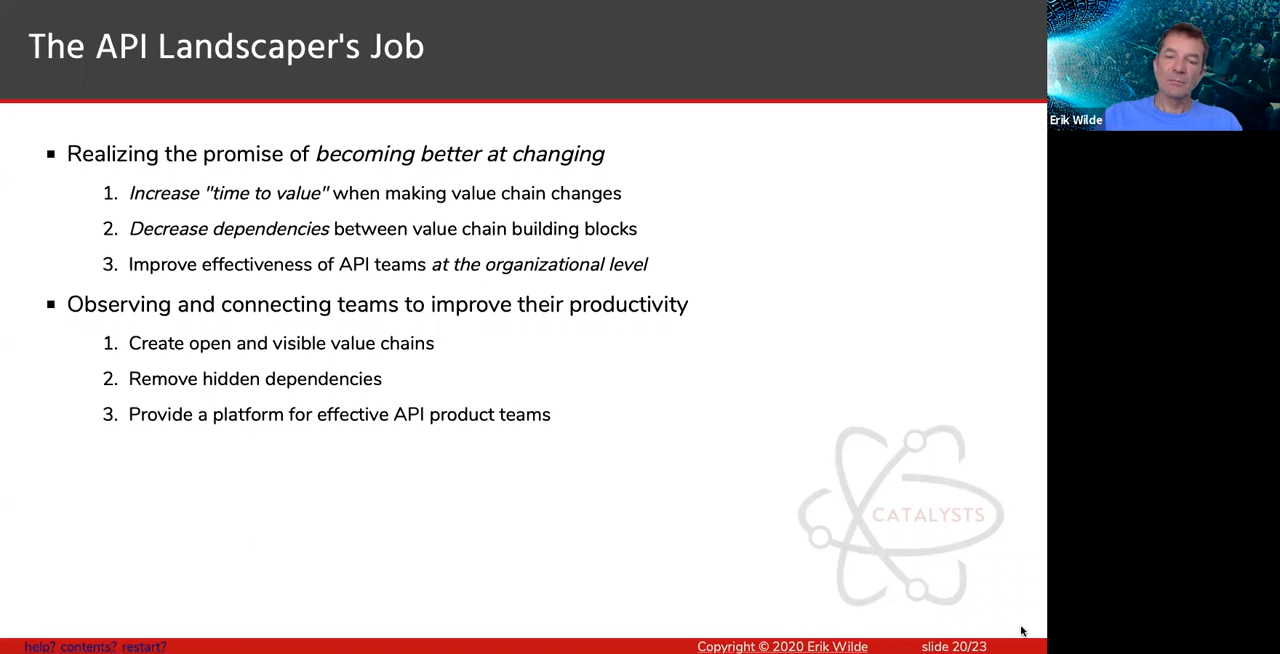 The API Landscaper's Job
Erik Wilde
▪ Realizing the promise of becoming better at changing
1. Increase "time to value" when making value chain changes
2. Decrease dependencies between value chain building blocks
3. Improve effectiveness of API teams at the organizational level
▪ Observing and connecting teams to improve their productivity
1. Create open and visible value chains
2. Remove hidden dependencies
3. Provide a platform for effective API product teams
CATALYSTS
help? contents? restart? Copyright © 2020 Erik Wilde slide 20/23